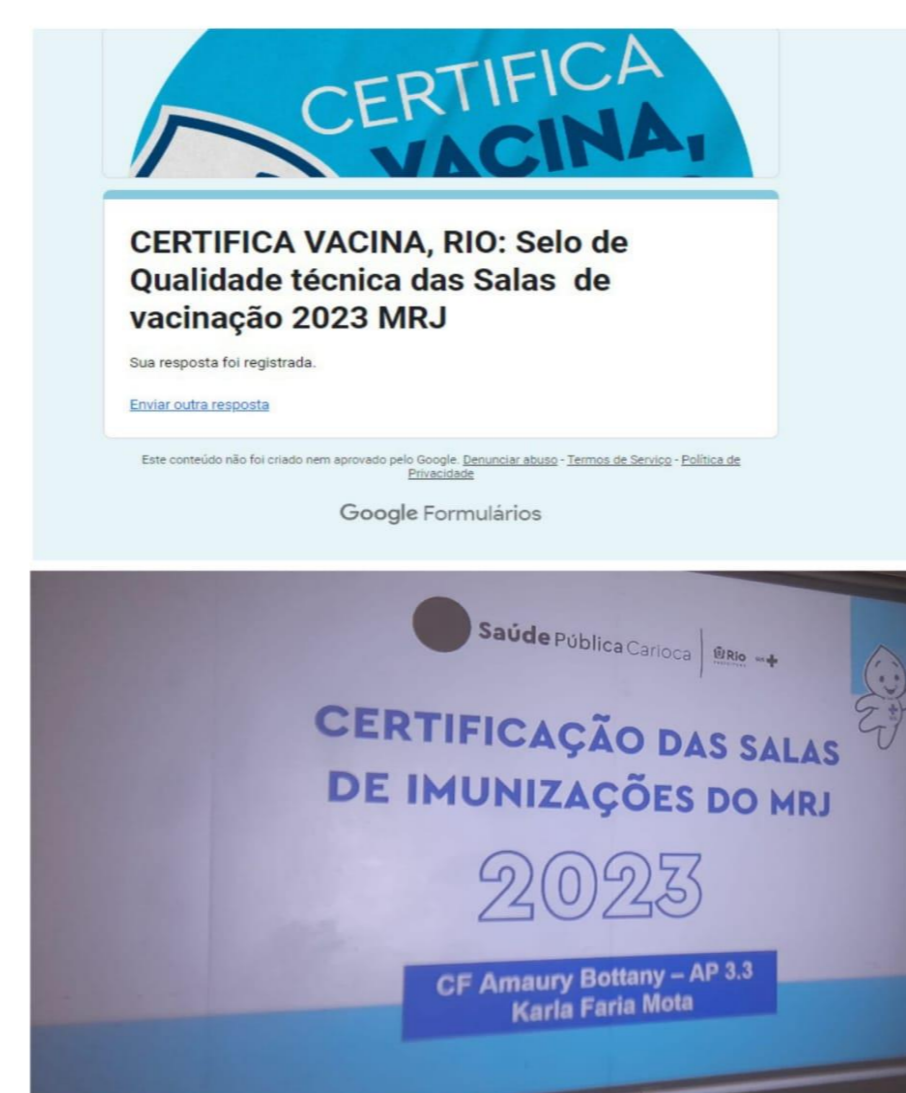 CERTIFICA
VACINA,
CERTIFICA VACINA, RIO: Selo de
Qualidade técnica das Salas de
vacinação 2023 MRJ
Sua resposta foi registrada.
Enviar outra resposta
Este conteúdo não foi criado nem aprovado pelo Google. Denunciar abuso - Termos de Serviço - Política de
Privacidade
Google Formulários
Saúde Pública Carioca Rio
CERTIFICAÇÃO DAS SALAS
DE IMUNIZAÇÕES DO MRJ
2023
CF Amaury Bottany – AP 3.3
Karla Faria Mota